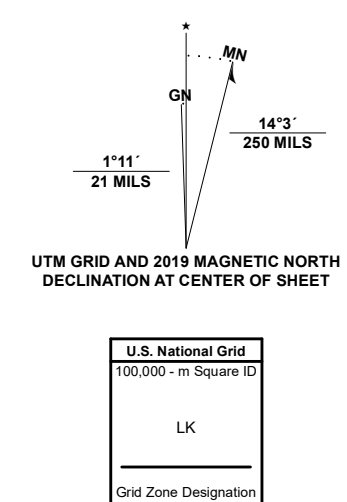 ★
MN
GN
14°3´
250 MILS
1°11´
21 MILS
UTM GRID AND 2019 MAGNETIC NORTH
DECLINATION AT CENTER OF SHEET
U.S. National Grid
100,000 - m Square ID
LK
Grid Zone Designation